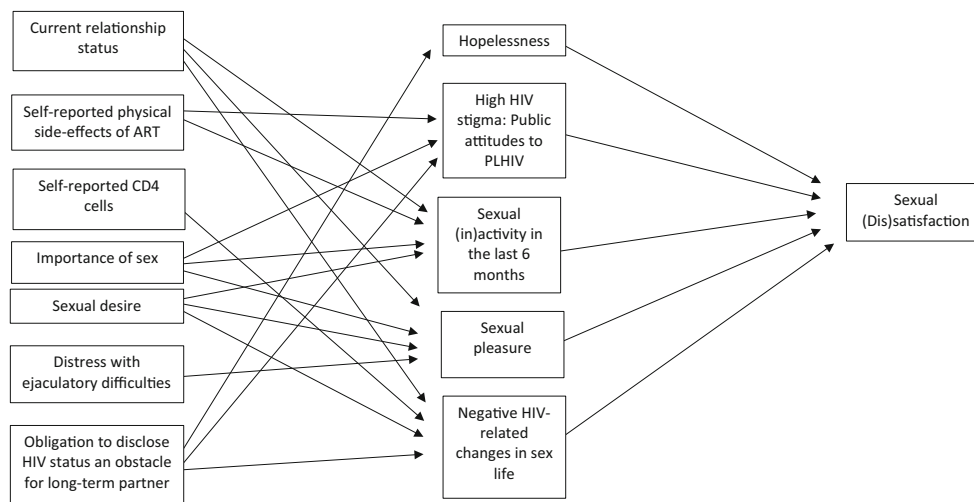 Current relationship
status
Self-reported physical
side-effects of ART
Self-reported CD4
cells
Importance of sex
Sexual desire
Distress with
ejaculatory difficulties
Obligation to disclose
HIV status an obstacle
for long-term partner
Hopelessness
High HIV
stigma: Public
attitudes to
PLHIV
Sexual
(in)activity in
the last 6
months
Sexual
pleasure
Negative HIV-
related
changes in sex
life
Sexual
(Dis)satisfaction